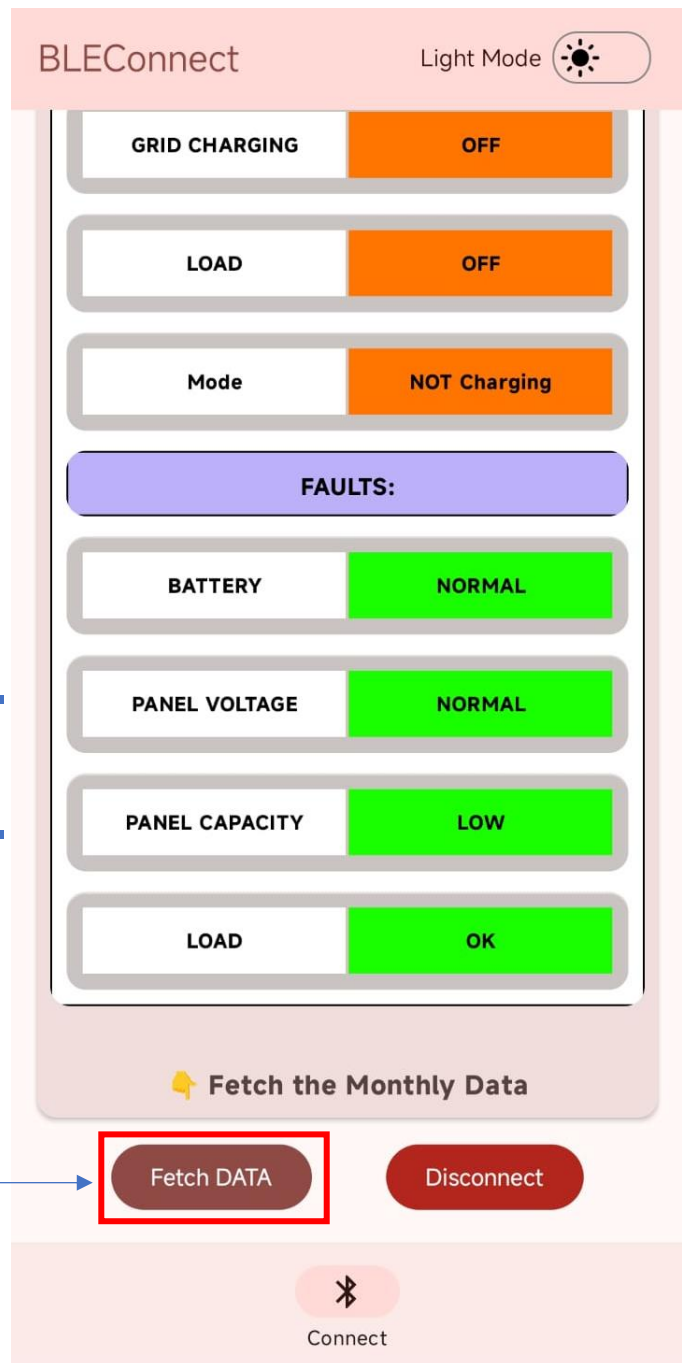 BLEConnect Light Mode
GRID CHARGING OFF
LOAD OFF
Mode NOT Charging
FAULTS:
BATTERY NORMAL
PANEL VOLTAGE NORMAL
PANEL CAPACITY LOW
LOAD OK
👇 Fetch the Monthly Data
Fetch DATA Disconnect
Connect